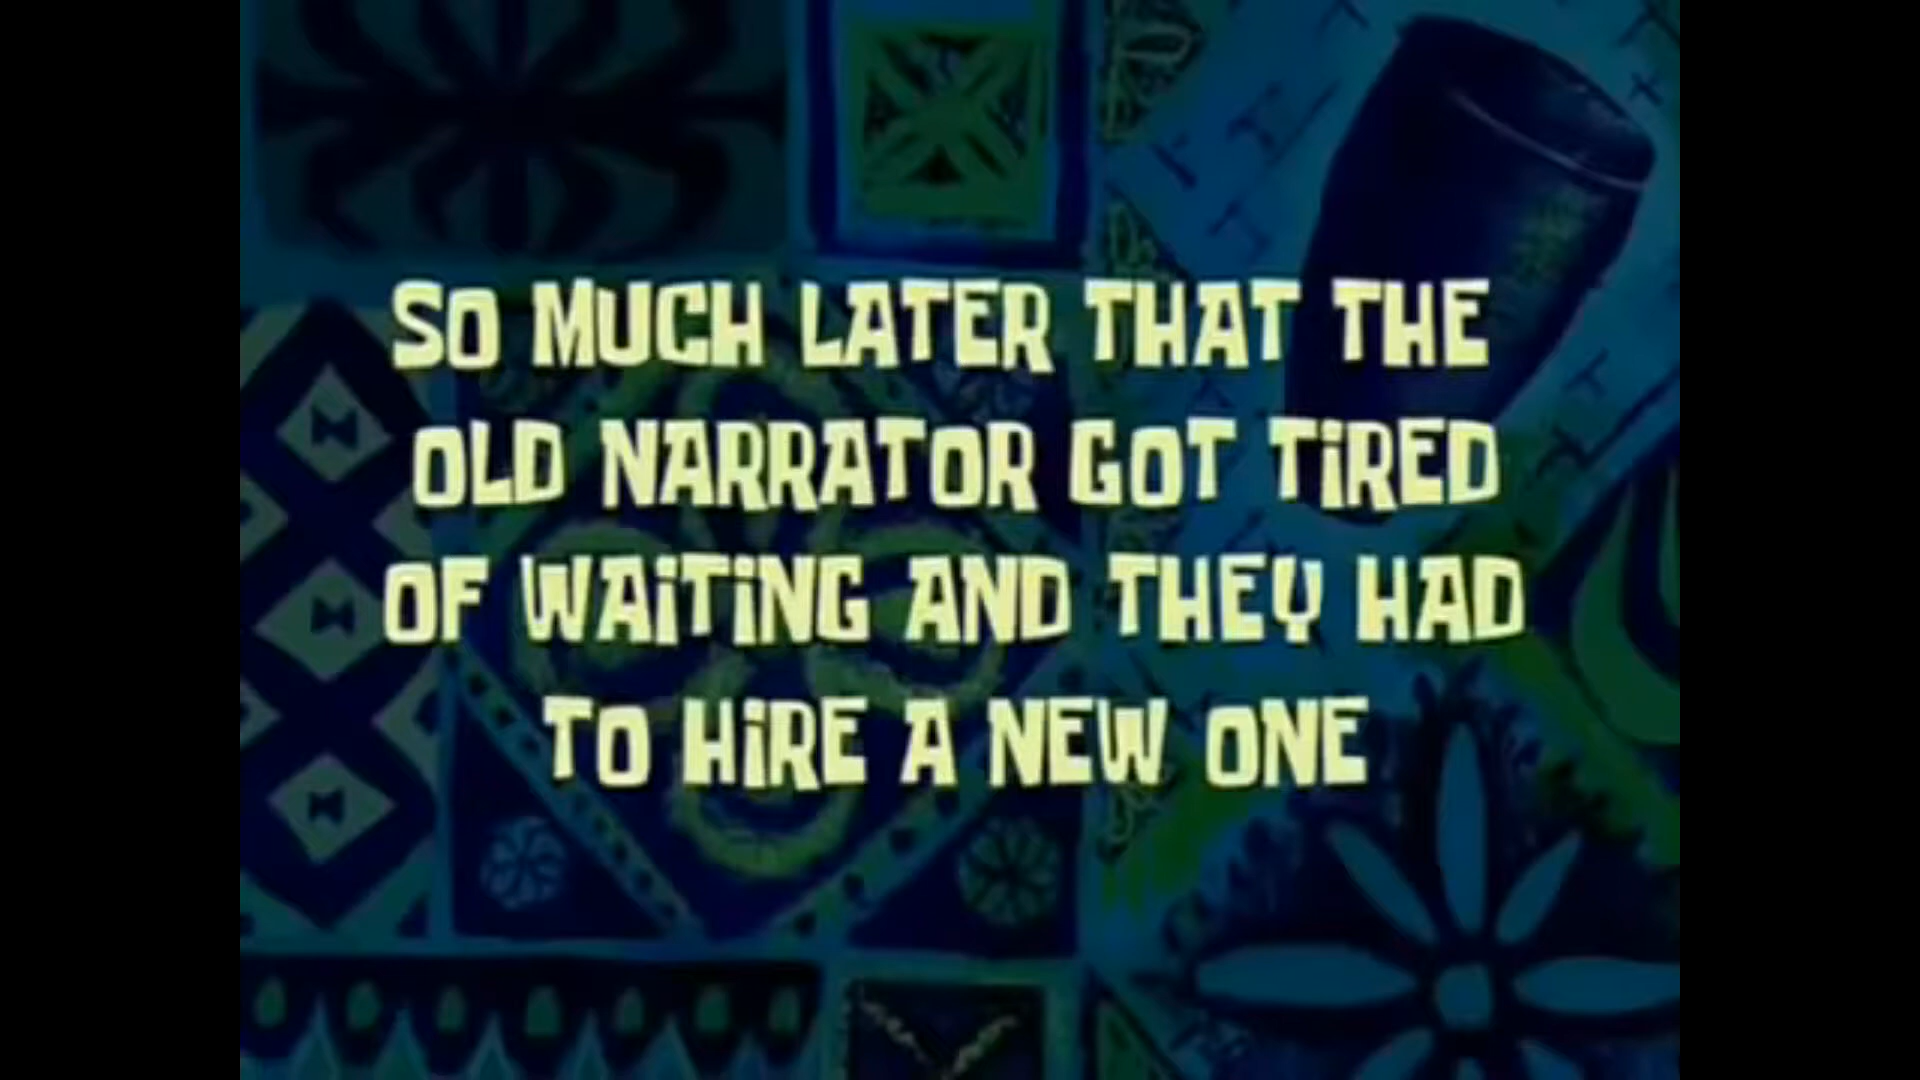 SO MUCH LATER THAT THE
OLD NARRATOR GOT TiRED
OF WAiTiNG AND THEY HAD
TO HiRE A NEW ONE